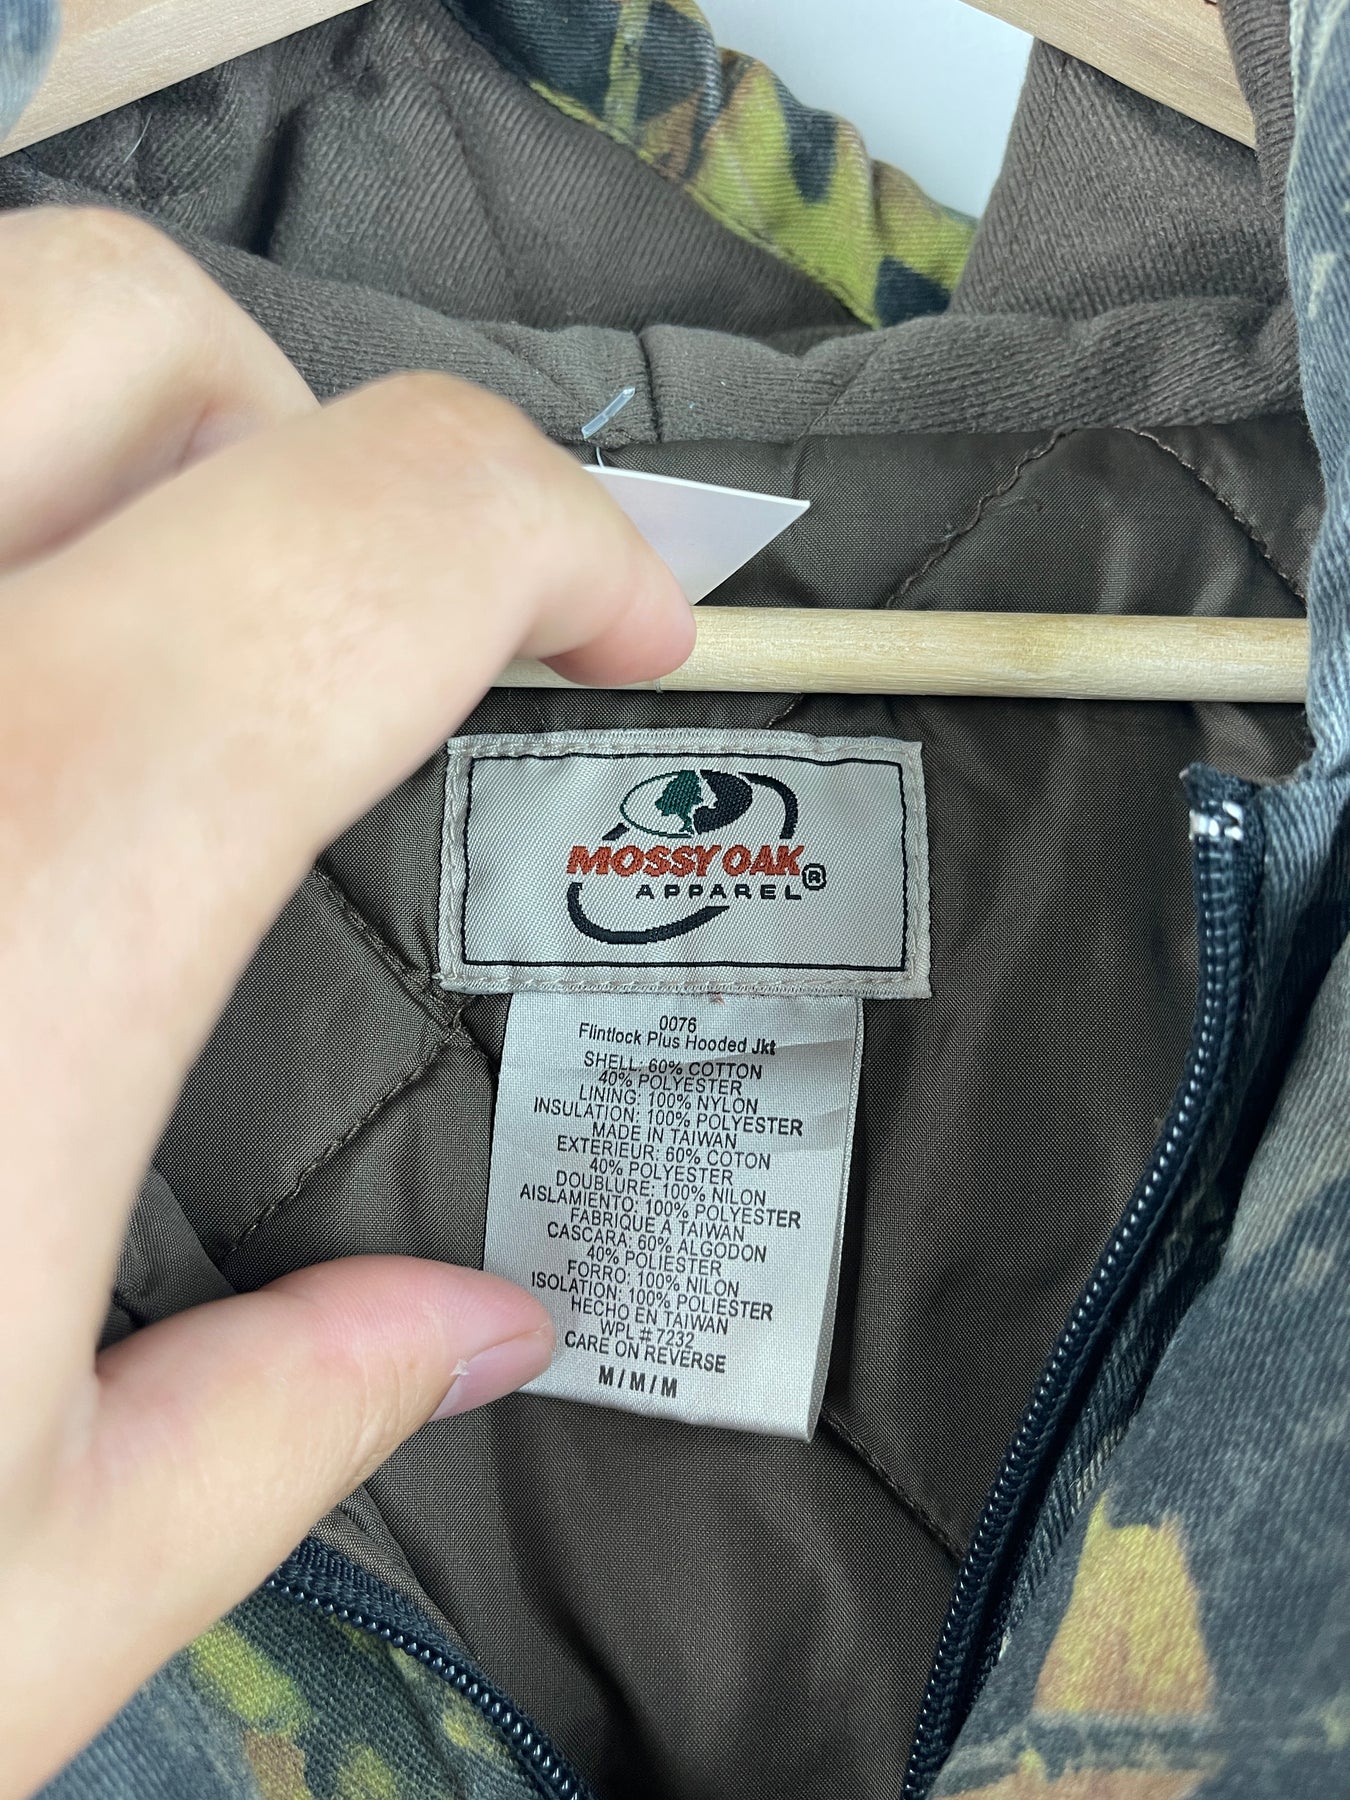 MOSSY OAK®
APPAREL
0076
Flintlock Plus Hooded Jkt
SHELL: 60% COTTON
40% POLYESTER
LINING: 100% NYLON
INSULATION: 100% POLYESTER
MADE IN TAIWAN
EXTERIEUR: 60% COTON
40% POLYESTER
DOUBLURE: 100% NILON
AISLAMIENTO: 100% POLYESTER
FABRIQUE A TAIWAN
CASCARA: 60% ALGODON
40% POLIESTER
FORRO: 100% NILON
ISOLATION: 100% POLIESTER
HECHO EN TAIWAN
WPL # 7232
CARE ON REVERSE
M / M / M